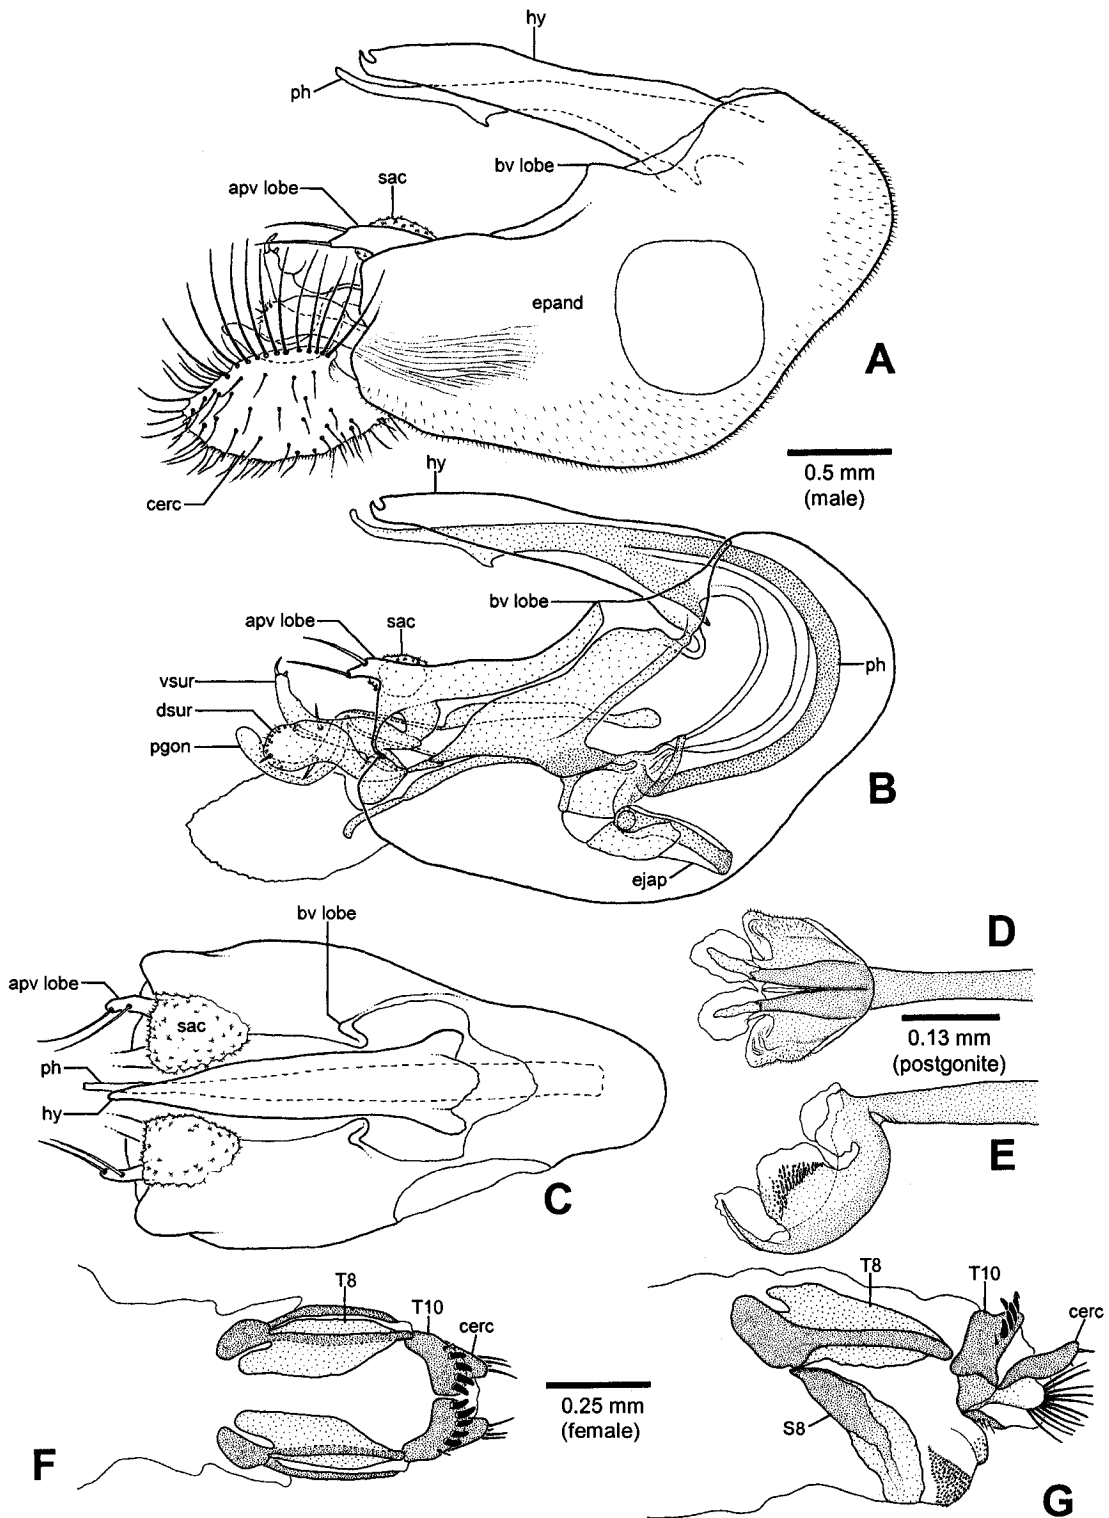 hy
ph
bv lobe
sac
apv lobe
epand
A
0.5 mm
(male)
cerc
hy
bv lobe
apv lobe
sac
vsur
ph
dsur
pgon
B
ejap
bv lobe
D
apv lobe
sac
0.13 mm
(postgonite)
ph
hy
E
C
T8
T10
cerc
T8
T10
cerc
0.25 mm
(female)
S8
F
G